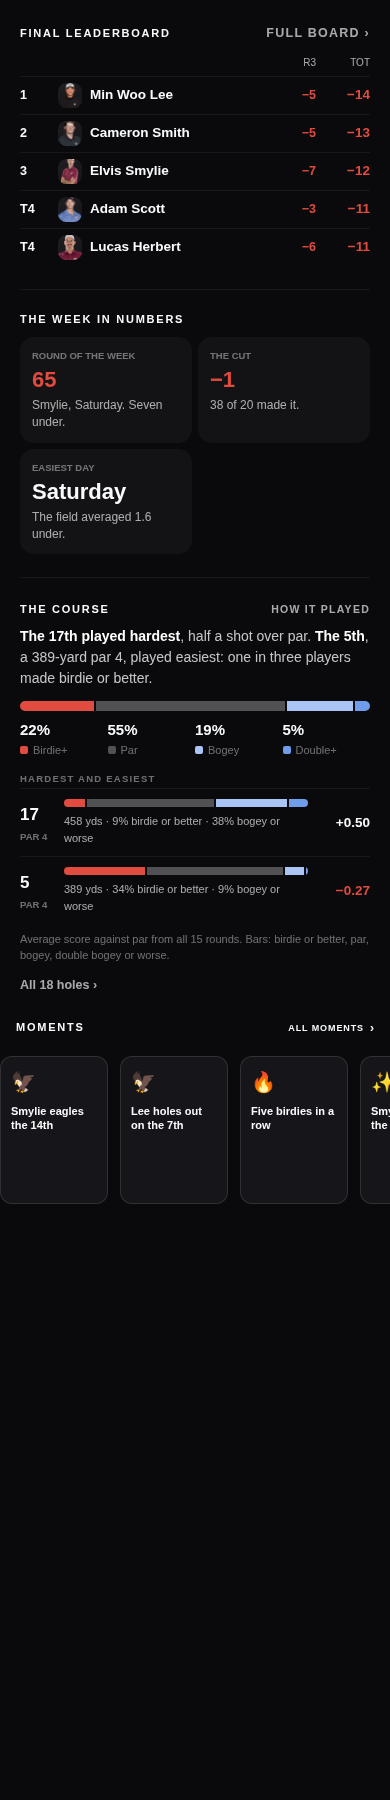 FINAL LEADERBOARD
FULL BOARD ›
R3 TOT
1 Min Woo Lee −5 −14
2 Cameron Smith −5 −13
3 Elvis Smylie −7 −12
T4 Adam Scott −3 −11
T4 Lucas Herbert −6 −11
THE WEEK IN NUMBERS
ROUND OF THE WEEK
65
Smylie, Saturday. Seven
under.
THE CUT
−1
38 of 20 made it.
EASIEST DAY
Saturday
The field averaged 1.6
under.
THE COURSE
HOW IT PLAYED
The 17th played hardest, half a shot over par. The 5th,
a 389-yard par 4, played easiest: one in three players
made birdie or better.
22% 55% 19% 5%
Birdie+ Par Bogey Double+
HARDEST AND EASIEST
17
PAR 4
458 yds · 9% birdie or better · 38% bogey or
worse
+0.50
5
PAR 4
389 yds · 34% birdie or better · 9% bogey or
worse
−0.27
Average score against par from all 15 rounds. Bars: birdie or better, par,
bogey, double bogey or worse.
All 18 holes ›
MOMENTS
ALL MOMENTS ›
Smylie eagles
the 14th
Lee holes out
on the 7th
Five birdies in a
row
Smy
the